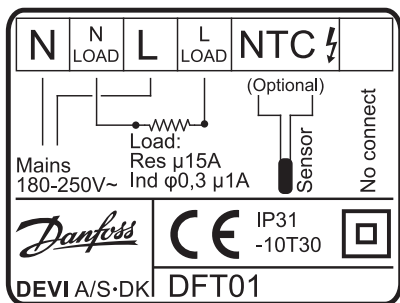 N
N
LOAD
L
L
LOAD
NTC
(Optional)
Load:
Res µ15A
Ind φ0,3 µ1A
Mains
180-250V~
Sensor
No connect
Danfoss
CE
IP31
-10T30
DEVI A/S•DK
DFT01